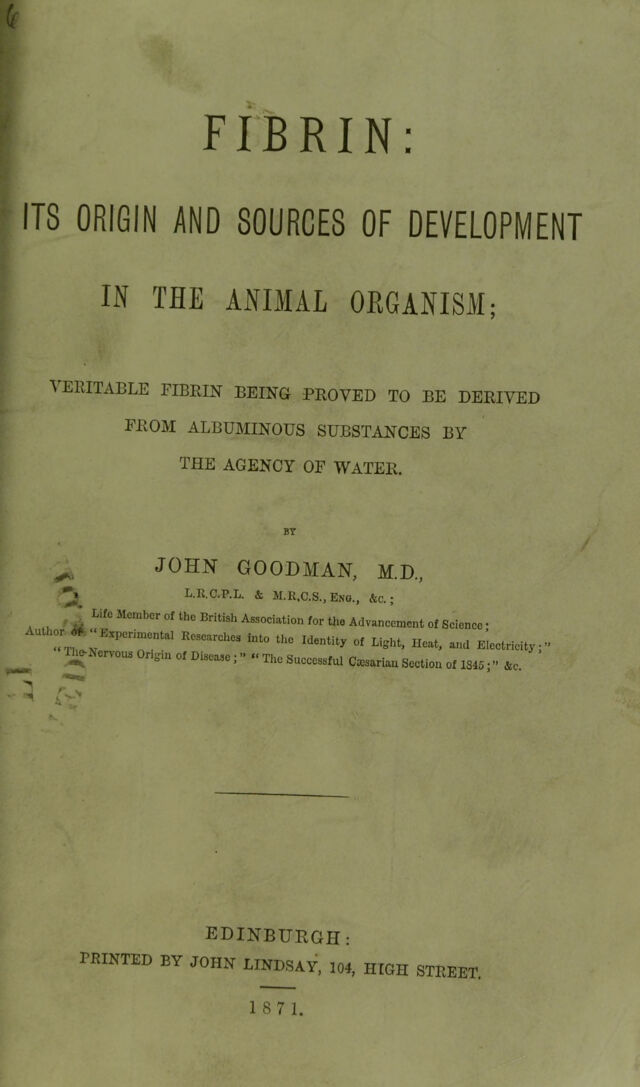 6
FIBRIN:
ITS ORIGIN AND SOURCES OF DEVELOPMENT
IN THE ANIMAL ORGANISM;
VERITABLE FIBRIN BEING PROVED TO BE DERIVED
FROM ALBUMINOUS SUBSTANCES BY
THE AGENCY OF WATER.
BY
JOHN GOODMAN, M.D.,
L.R.C.P.L. & M.R.C.S., ENG., &c.;
Life Member of the British Association for the Advancement of Science;
Author of "Experimental Researches into the Identity of Light, Heat, and Electricity;"
"The Nervous Origin of Disease;" "The Successful Cæsarian Section of 1845;" &c.
EDINBURGH:
PRINTED BY JOHN LINDSAY, 104, HIGH STREET.
1871.